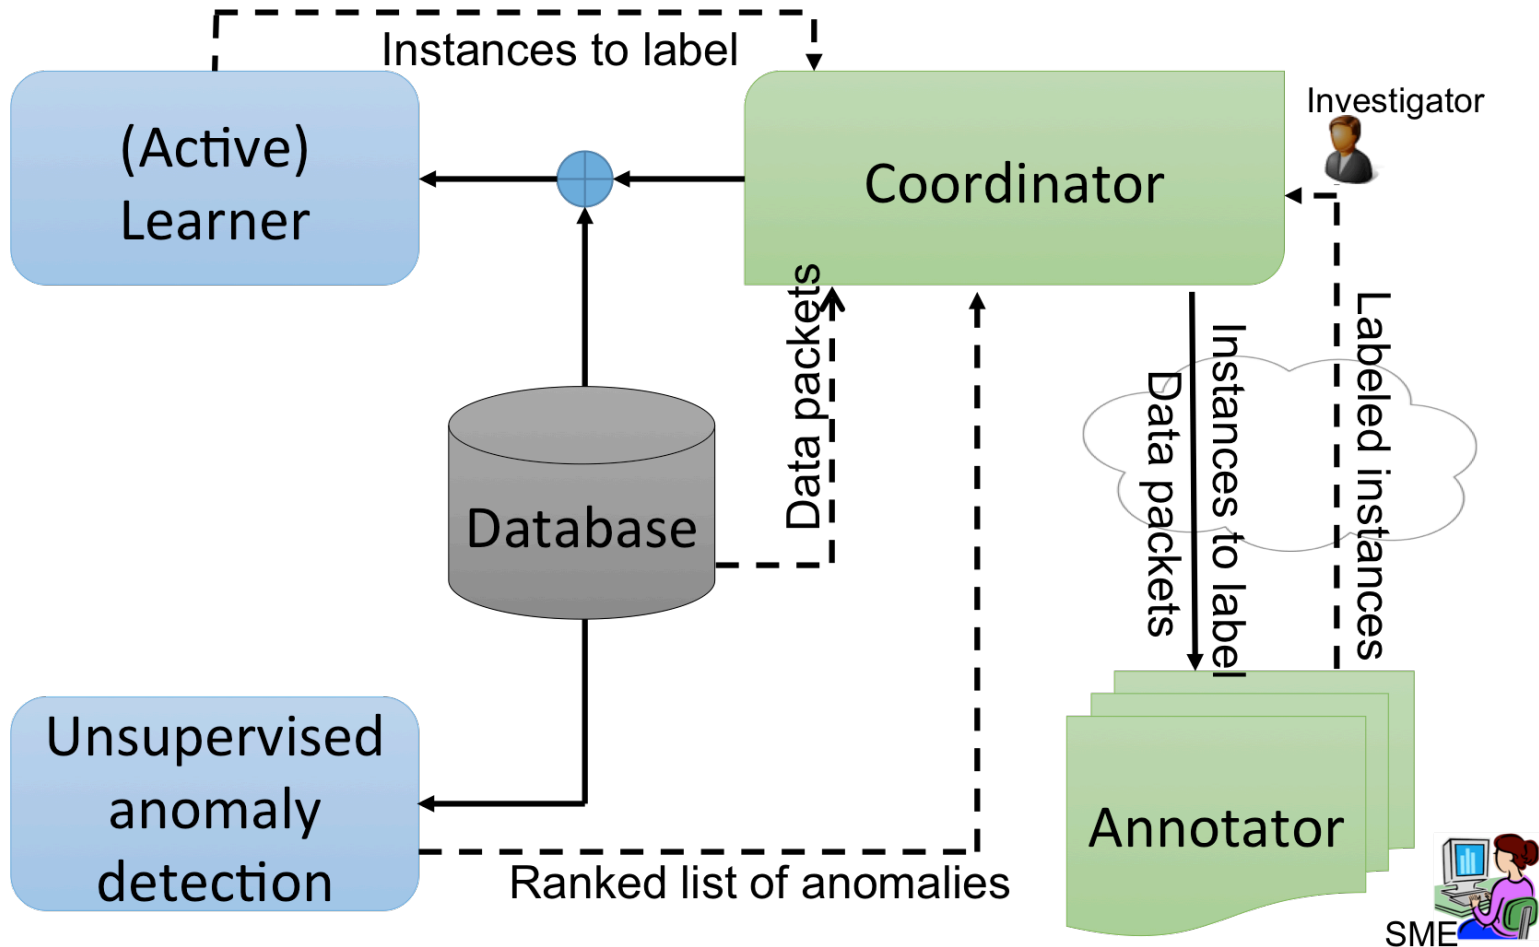 Instances to label
(Active)
Learner
Coordinator
Investigator
Data packets
Data packets
Instances to label
Labeled instances
Database
Unsupervised
anomaly
detection
Ranked list of anomalies
Annotator
SME